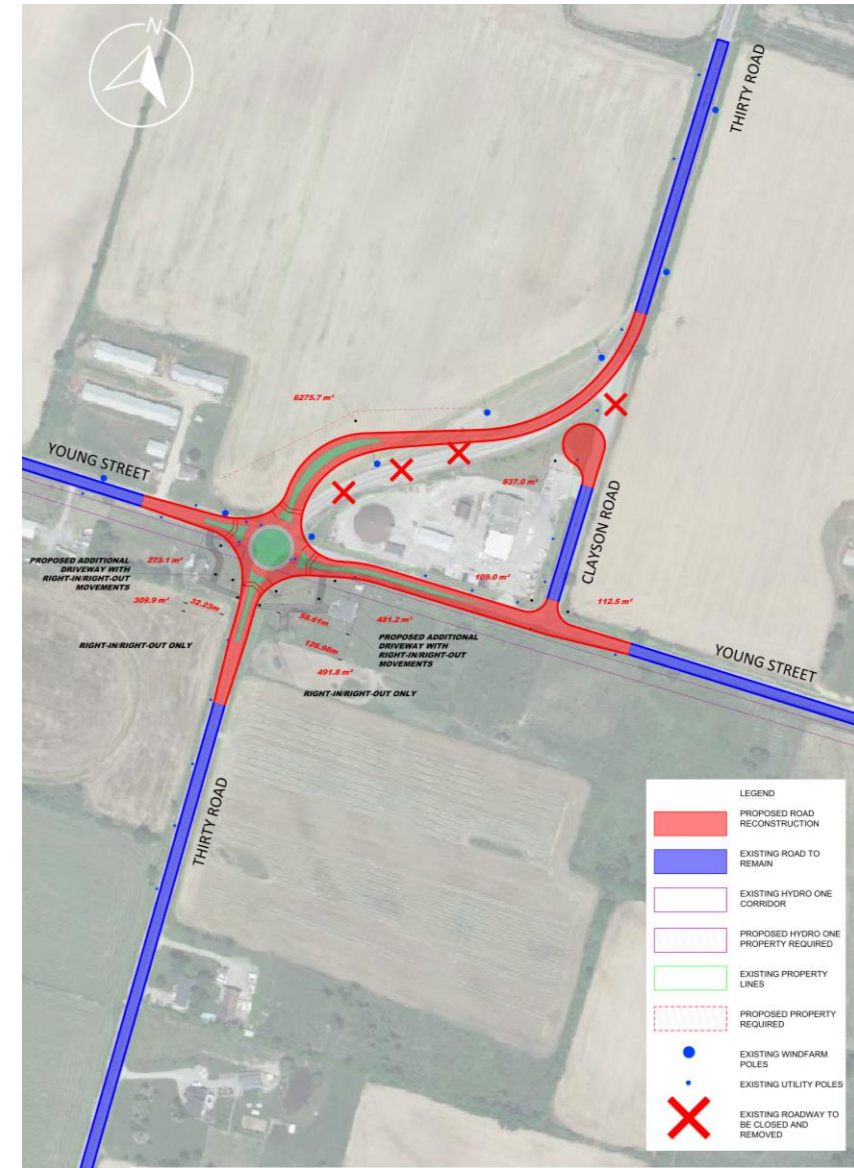 N
THIRTY ROAD
6275.7 m²
YOUNG STREET
837.0 m²
CLAYSON ROAD
PROPOSED ADDITIONAL
DRIVEWAY WITH
RIGHT-IN/RIGHT-OUT
MOVEMENTS
273.1 m²
109.0 m²
309.9 m²
32.23m
58.61m
481.2 m²
112.5 m²
RIGHT-IN/RIGHT-OUT ONLY
126.98m
PROPOSED ADDITIONAL
DRIVEWAY WITH
RIGHT-IN/RIGHT-OUT
MOVEMENTS
491.8 m²
RIGHT-IN/RIGHT-OUT ONLY
YOUNG STREET
THIRTY ROAD
LEGEND
PROPOSED ROAD
RECONSTRUCTION
EXISTING ROAD TO
REMAIN
EXISTING HYDRO ONE
CORRIDOR
PROPOSED HYDRO ONE
PROPERTY REQUIRED
EXISTING PROPERTY
LINES
PROPOSED PROPERTY
REQUIRED
EXISTING WINDFARM
POLES
EXISTING UTILITY POLES
EXISTING ROADWAY TO
BE CLOSED AND
REMOVED